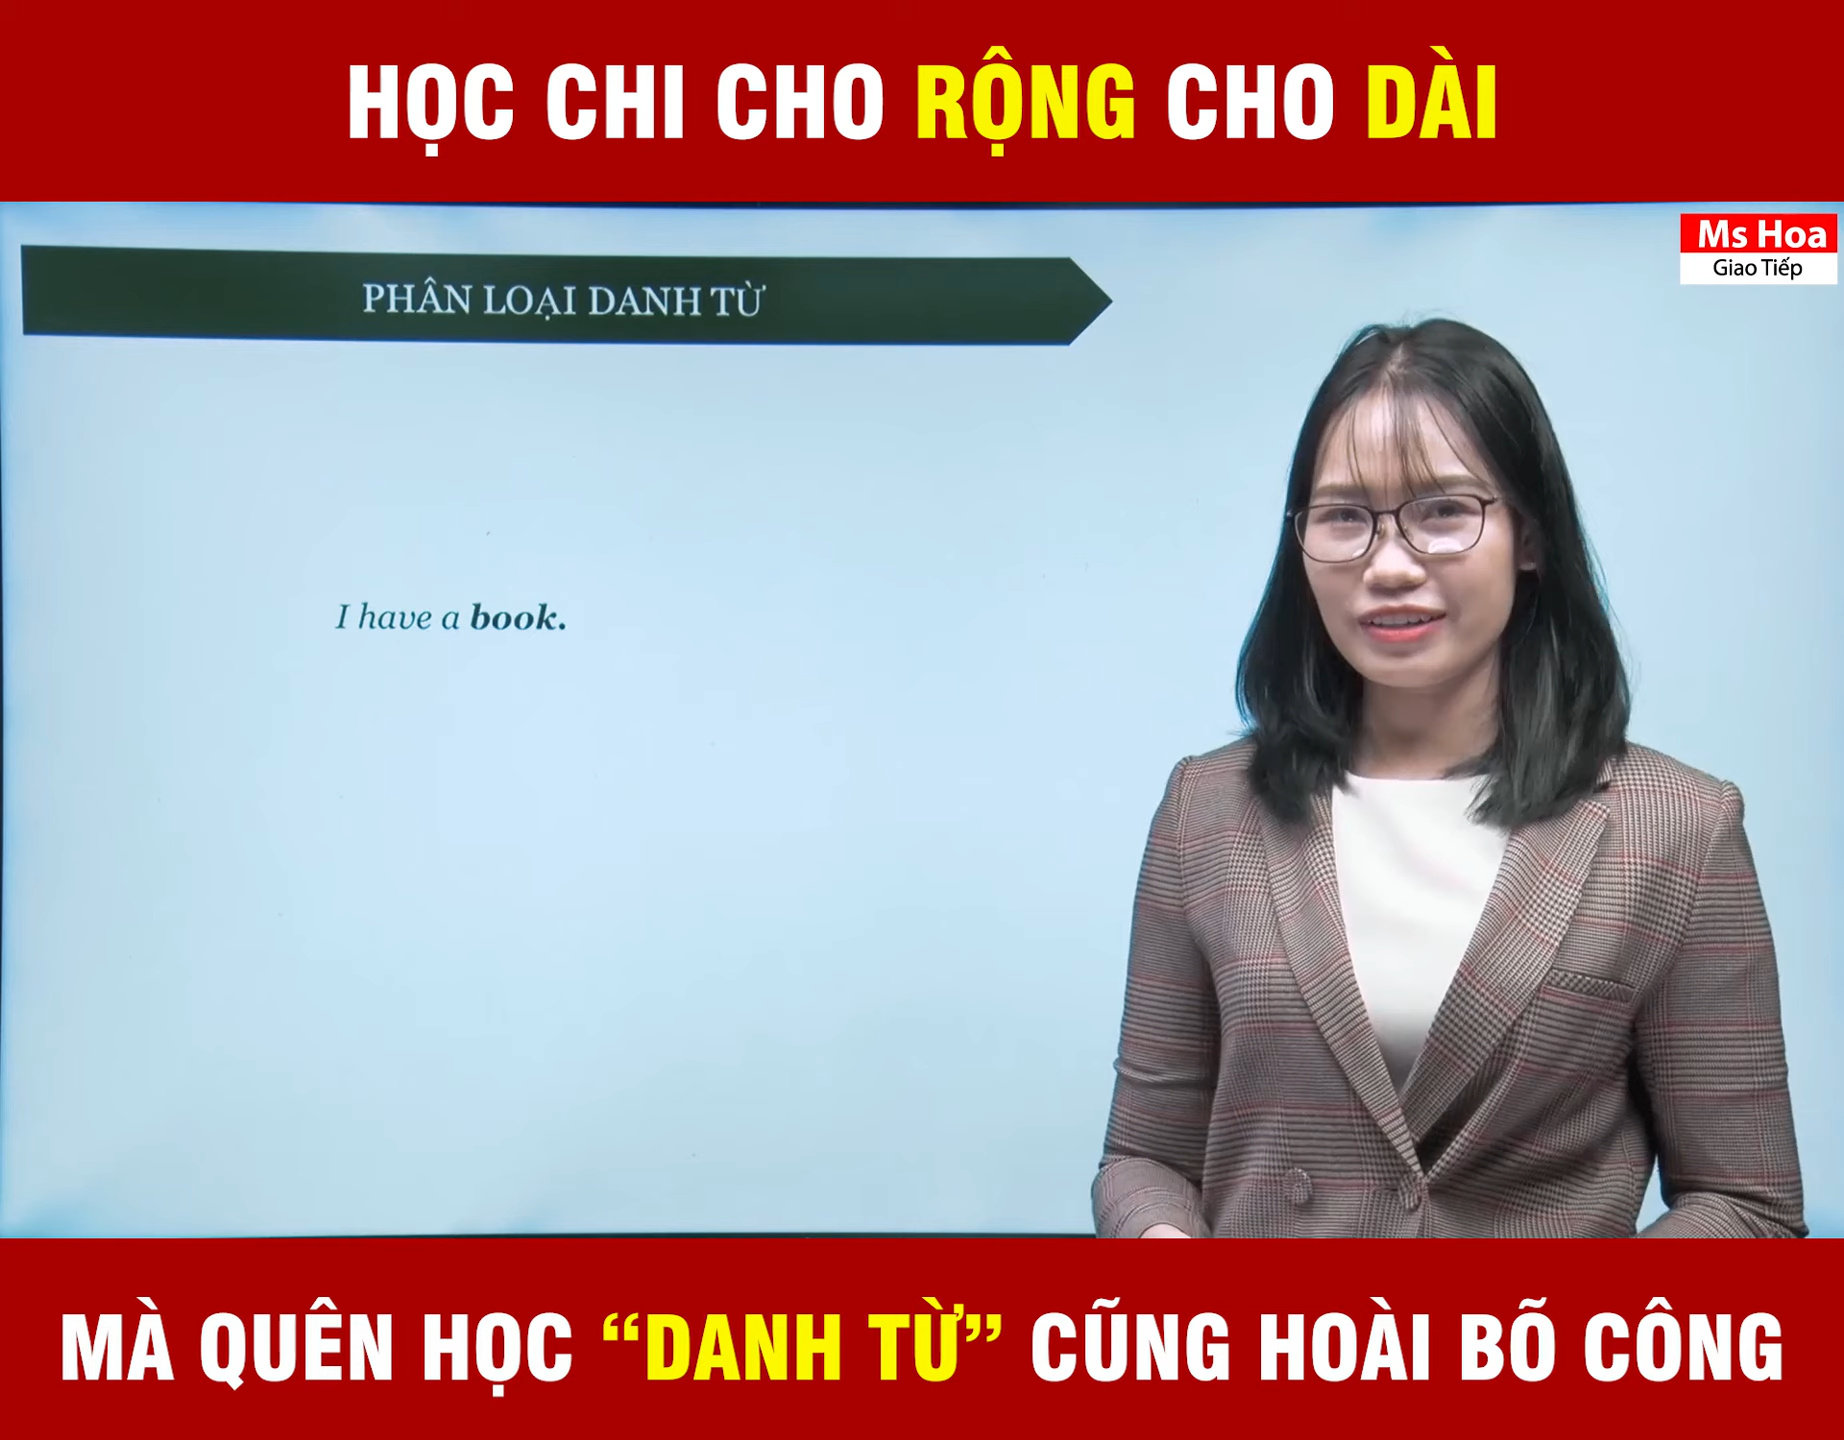 HỌC CHI CHO RỘNG CHO DÀI
Ms Hoa
Giao Tiếp
PHÂN LOẠI DANH TỪ
I have a book.
MÀ QUÊN HỌC “DANH TỪ” CŨNG HOÀI BÕ CÔNG